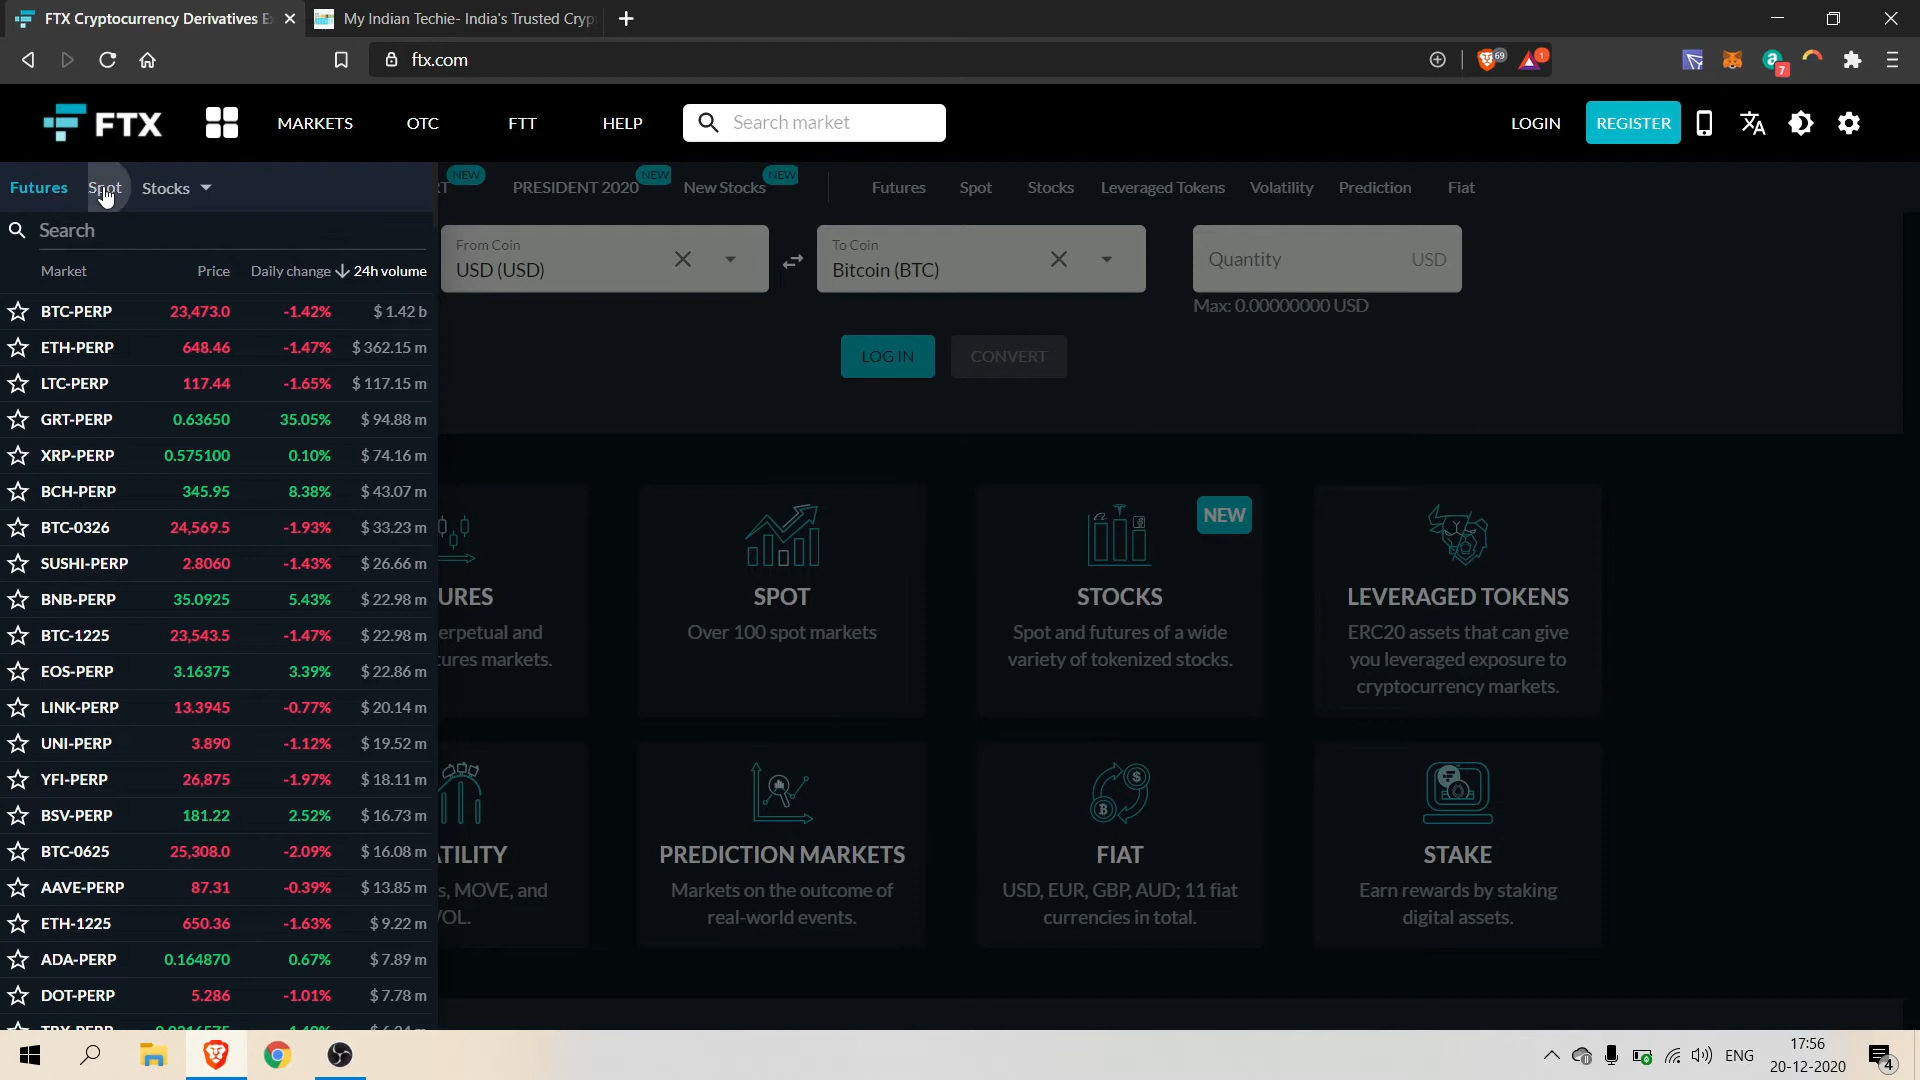 FTX Cryptocurrency Derivatives E
My Indian Techie- India's Trusted Cryp
ftx.com
69
1
7
FTX
MARKETS
OTC
FTT
HELP
Search market
LOGIN
REGISTER
Futures
Spot
Stocks
NEW
PRESIDENT 2020
NEW
New Stocks
NEW
Futures
Spot
Stocks
Leveraged Tokens
Volatility
Prediction
Fiat
Search
From Coin
USD (USD)
To Coin
Bitcoin (BTC)
Quantity
USD
Max: 0.00000000 USD
LOG IN
CONVERT
Market Price Daily change 24h volume
BTC-PERP 23,473.0 -1.42% $ 1.42 b
ETH-PERP 648.46 -1.47% $ 362.15 m
LTC-PERP 117.44 -1.65% $ 117.15 m
GRT-PERP 0.63650 35.05% $ 94.88 m
XRP-PERP 0.575100 0.10% $ 74.16 m
BCH-PERP 345.95 8.38% $ 43.07 m
BTC-0326 24,569.5 -1.93% $ 33.23 m
SUSHI-PERP 2.8060 -1.43% $ 26.66 m
BNB-PERP 35.0925 5.43% $ 22.98 m
BTC-1225 23,543.5 -1.47% $ 22.98 m
EOS-PERP 3.16375 3.39% $ 22.86 m
LINK-PERP 13.3945 -0.77% $ 20.14 m
UNI-PERP 3.890 -1.12% $ 19.52 m
YFI-PERP 26,875 -1.97% $ 18.11 m
BSV-PERP 181.22 2.52% $ 16.73 m
BTC-0625 25,308.0 -2.09% $ 16.08 m
AAVE-PERP 87.31 -0.39% $ 13.85 m
ETH-1225 650.36 -1.63% $ 9.22 m
ADA-PERP 0.164870 0.67% $ 7.89 m
DOT-PERP 5.286 -1.01% $ 7.78 m
URES
erpetual and
tures markets.
SPOT
Over 100 spot markets
NEW
STOCKS
Spot and futures of a wide
variety of tokenized stocks.
LEVERAGED TOKENS
ERC20 assets that can give
you leveraged exposure to
cryptocurrency markets.
TILITY
s, MOVE, and
VOL.
PREDICTION MARKETS
Markets on the outcome of
real-world events.
FIAT
USD, EUR, GBP, AUD; 11 fiat
currencies in total.
STAKE
Earn rewards by staking
digital assets.
ENG
17:56
20-12-2020
4